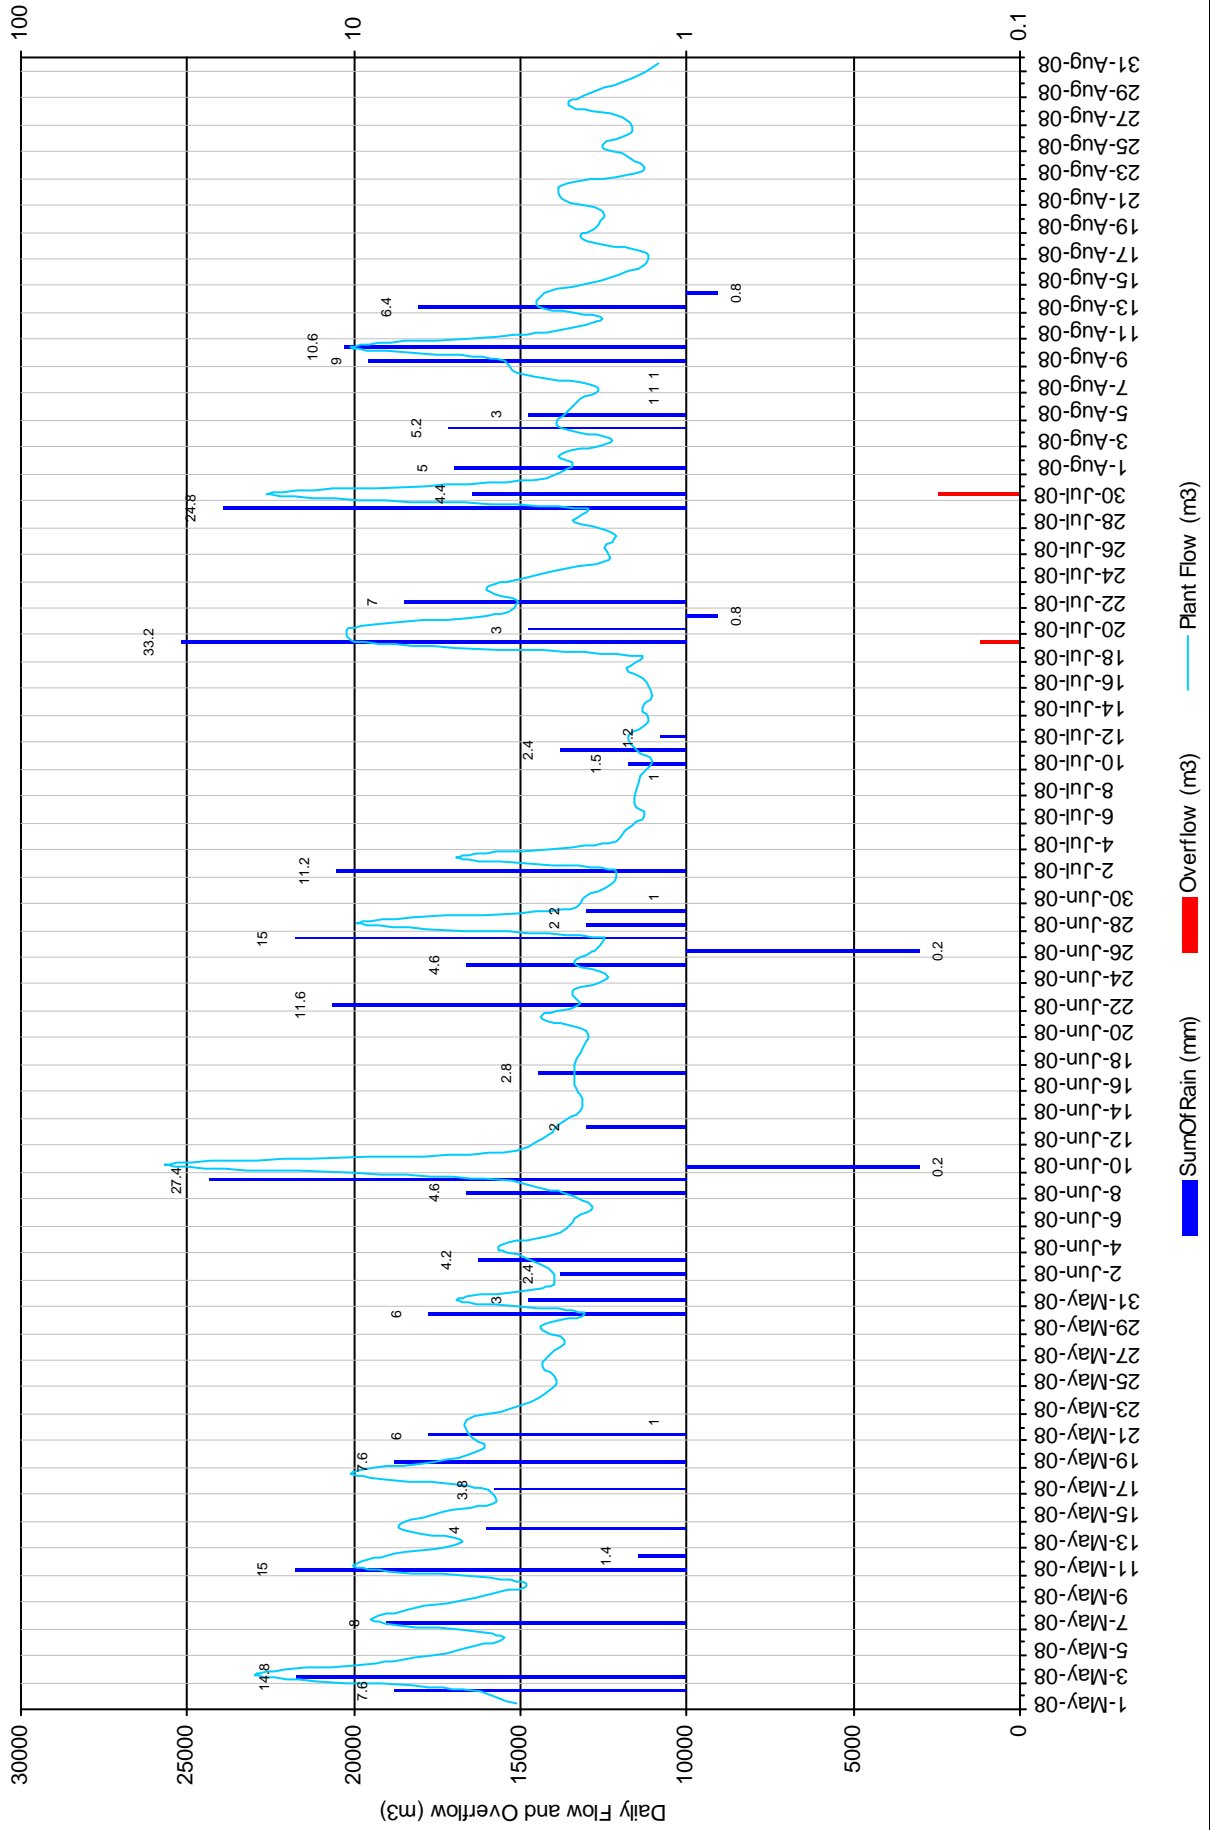 30000
25000
20000
15000
10000
5000
0
Daily Flow and Overflow (m3)
100
10
1
0.1
7.6
14.8
8
15
1.4
4
3.8
7.6
6
1
6
3
2.4
4.2
4.6
27.4
0.2
2
2.8
11.6
4.6
0.2
15
2
2
1
11.2
1
1.5
2.4
1.2
33.2
3
0.8
7
24.8
4.4
5
5.2
3
1
1
1
9
10.6
6.4
0.8
1-May-08
3-May-08
5-May-08
7-May-08
9-May-08
11-May-08
13-May-08
15-May-08
17-May-08
19-May-08
21-May-08
23-May-08
25-May-08
27-May-08
29-May-08
31-May-08
2-Jun-08
4-Jun-08
6-Jun-08
8-Jun-08
10-Jun-08
12-Jun-08
14-Jun-08
16-Jun-08
18-Jun-08
20-Jun-08
22-Jun-08
24-Jun-08
26-Jun-08
28-Jun-08
30-Jun-08
2-Jul-08
4-Jul-08
6-Jul-08
8-Jul-08
10-Jul-08
12-Jul-08
14-Jul-08
16-Jul-08
18-Jul-08
20-Jul-08
22-Jul-08
24-Jul-08
26-Jul-08
28-Jul-08
30-Jul-08
1-Aug-08
3-Aug-08
5-Aug-08
7-Aug-08
9-Aug-08
11-Aug-08
13-Aug-08
15-Aug-08
17-Aug-08
19-Aug-08
21-Aug-08
23-Aug-08
25-Aug-08
27-Aug-08
29-Aug-08
31-Aug-08
SumOfRain (mm)
Overflow (m3)
Plant Flow (m3)